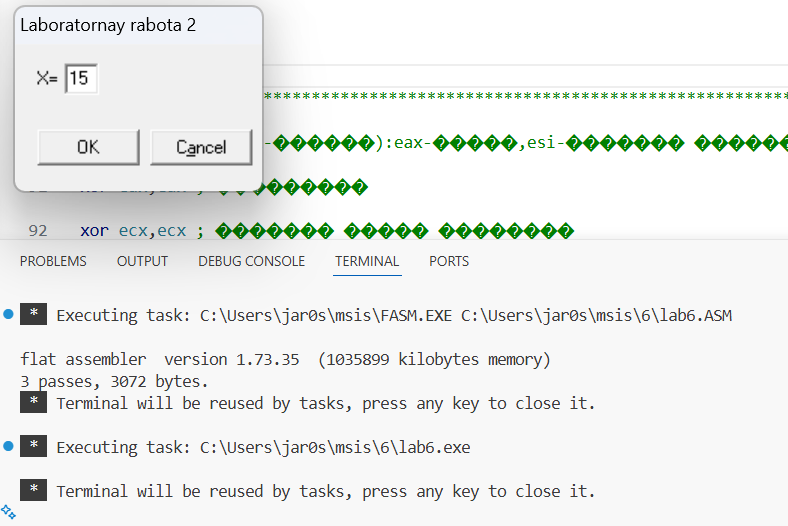 Laboratornay rabota 2
X= 15
OK Cancel
****************************************************************
-������):eax-�����,esi-������� �������
; ���������
92 xor ecx,ecx ; ������� ����� ��������
PROBLEMS OUTPUT DEBUG CONSOLE TERMINAL PORTS
* Executing task: C:\Users\jar0s\msis\FASM.EXE C:\Users\jar0s\msis\6\lab6.ASM
flat assembler version 1.73.35 (1035899 kilobytes memory)
3 passes, 3072 bytes.
* Terminal will be reused by tasks, press any key to close it.
* Executing task: C:\Users\jar0s\msis\6\lab6.exe
* Terminal will be reused by tasks, press any key to close it.